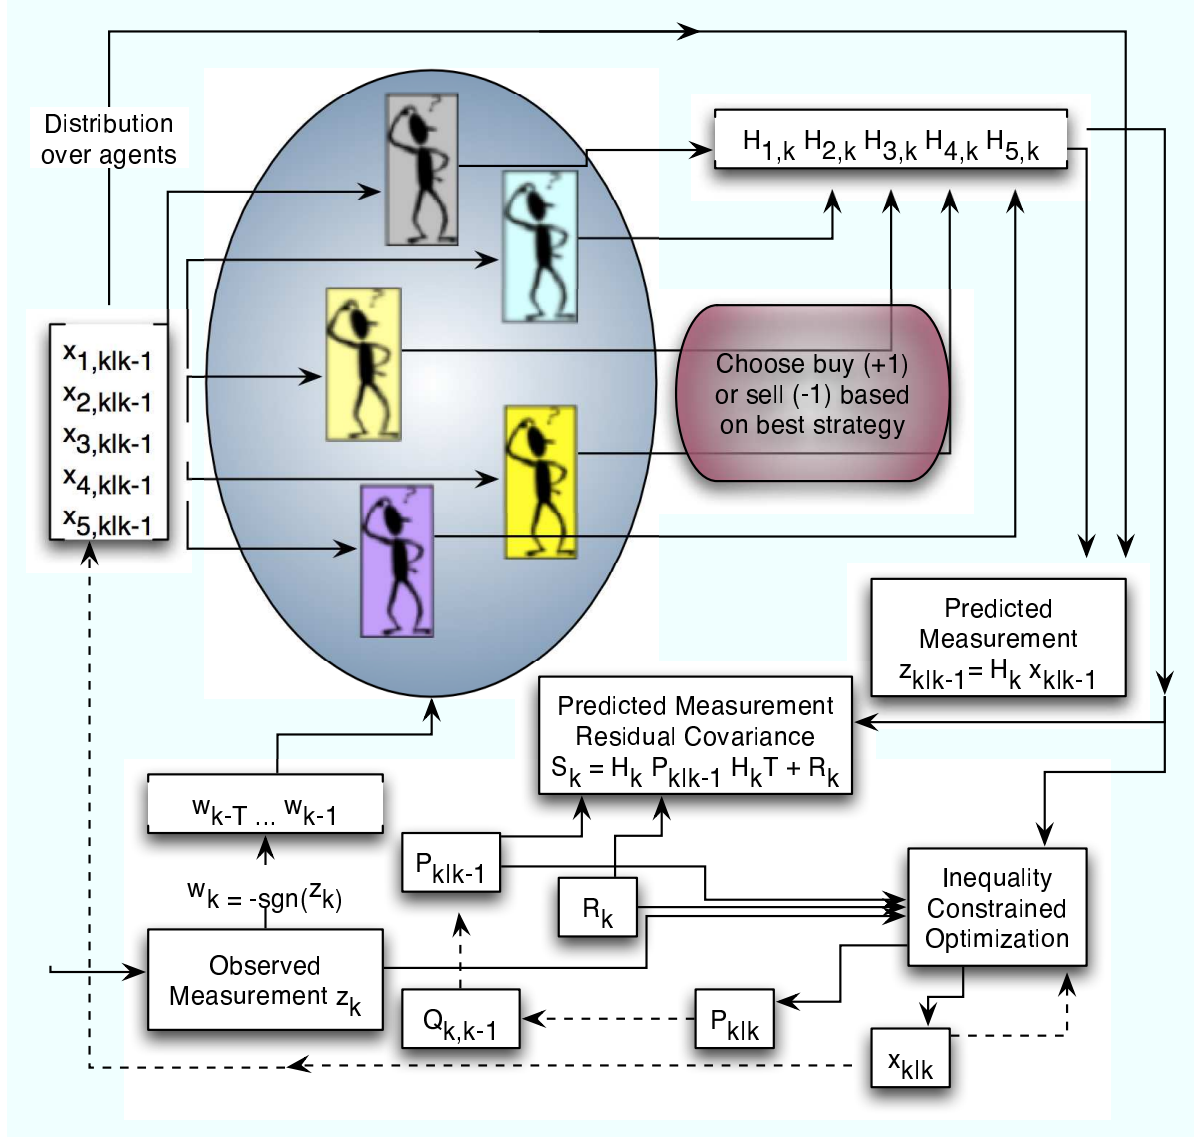 Distribution
over agents
H1,k H2,k H3,k H4,k H5,k
x1,k|k-1
x2,k|k-1
x3,k|k-1
x4,k|k-1
x5,k|k-1
?
?
?
?
?
Choose buy (+1)
or sell (-1) based
on best strategy
Predicted
Measurement
zk|k-1 = Hk xk|k-1
Predicted Measurement
Residual Covariance
Sk = Hk Pk|k-1 HkT + Rk
wk-T ... wk-1
wk = -sgn(zk)
Pk|k-1
Rk
Inequality
Constrained
Optimization
Observed
Measurement zk
Qk,k-1
Pk|k
xk|k